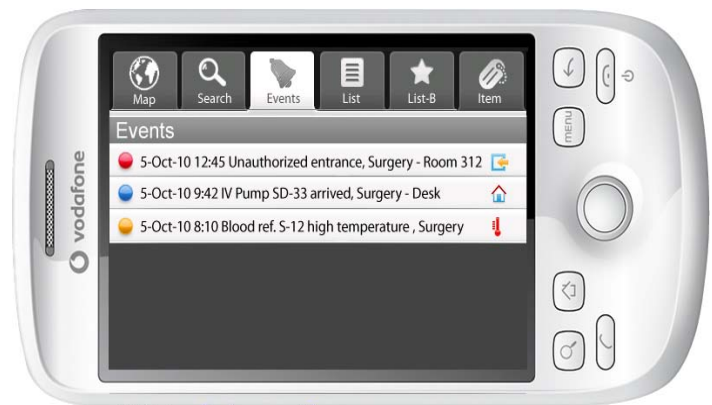 Map Search Events List List-B Item
Events
5-Oct-10 12:45 Unauthorized entrance, Surgery - Room 312
5-Oct-10 9:42 IV Pump SD-33 arrived, Surgery - Desk
5-Oct-10 8:10 Blood ref. S-12 high temperature , Surgery
vodafone
menu